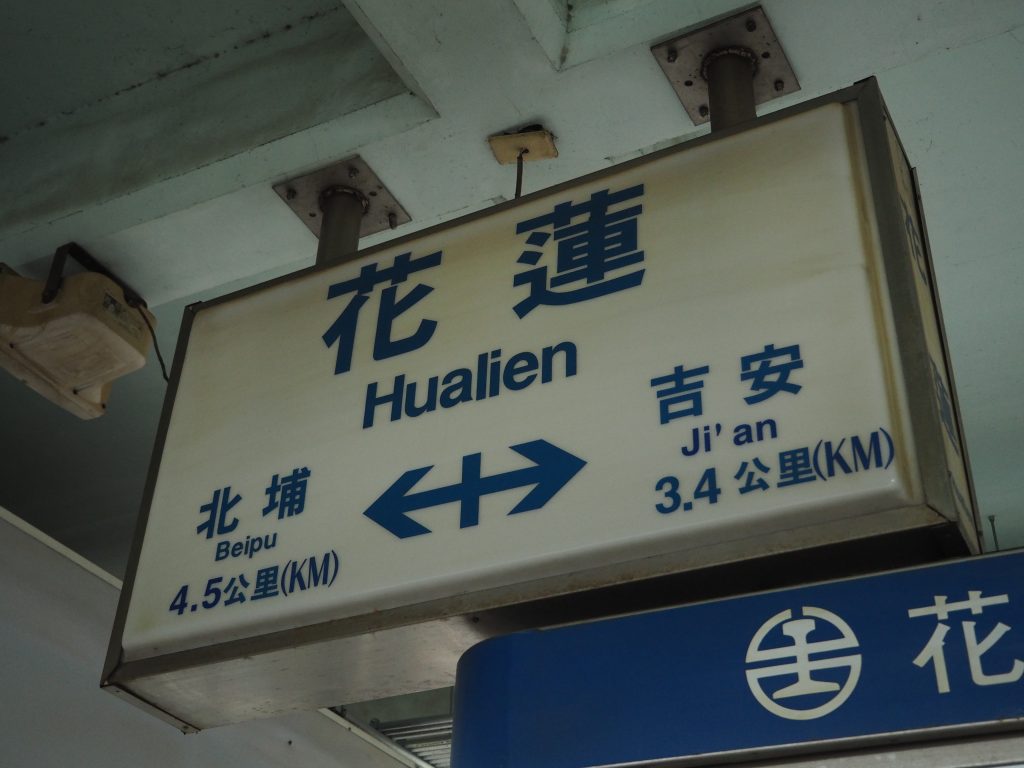 花蓮
Hualien
北埔
Beipu
4.5公里(KM)
吉安
Ji'an
3.4公里(KM)
花